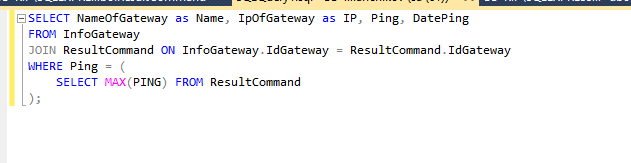 SELECT NameOfGateway as Name, IpOfGateway as IP, Ping, DatePing
FROM InfoGateway
JOIN ResultCommand ON InfoGateway.IdGateway = ResultCommand.IdGateway
WHERE Ping = (
SELECT MAX(PING) FROM ResultCommand
);